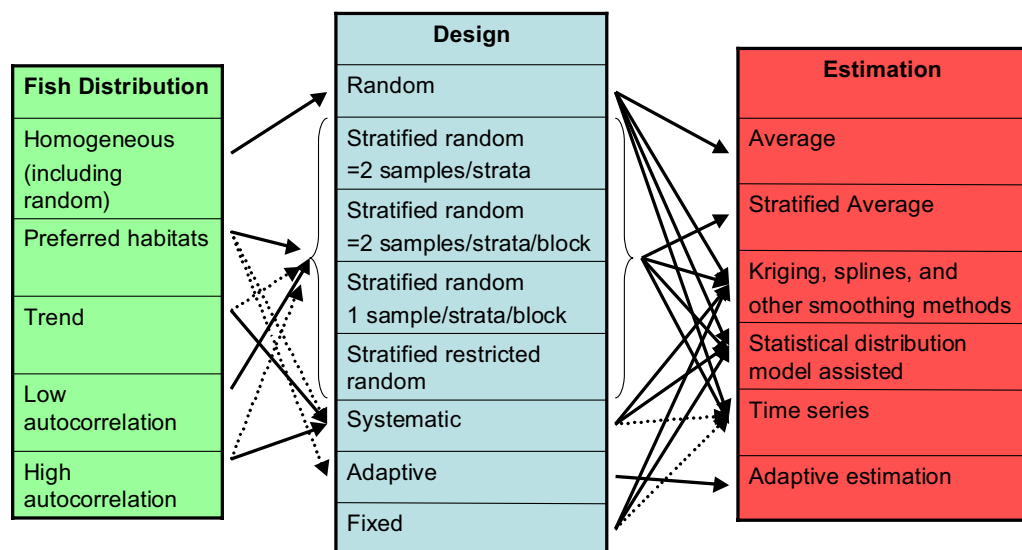 Fish Distribution
Homogeneous
(including
random)
Preferred habitats
Trend
Low
autocorrelation
High
autocorrelation
Design
Random
Stratified random
=2 samples/strata
Stratified random
=2 samples/strata/block
Stratified random
1 sample/strata/block
Stratified restricted
random
Systematic
Adaptive
Fixed
Estimation
Average
Stratified Average
Kriging, splines, and
other smoothing methods
Statistical distribution
model assisted
Time series
Adaptive estimation